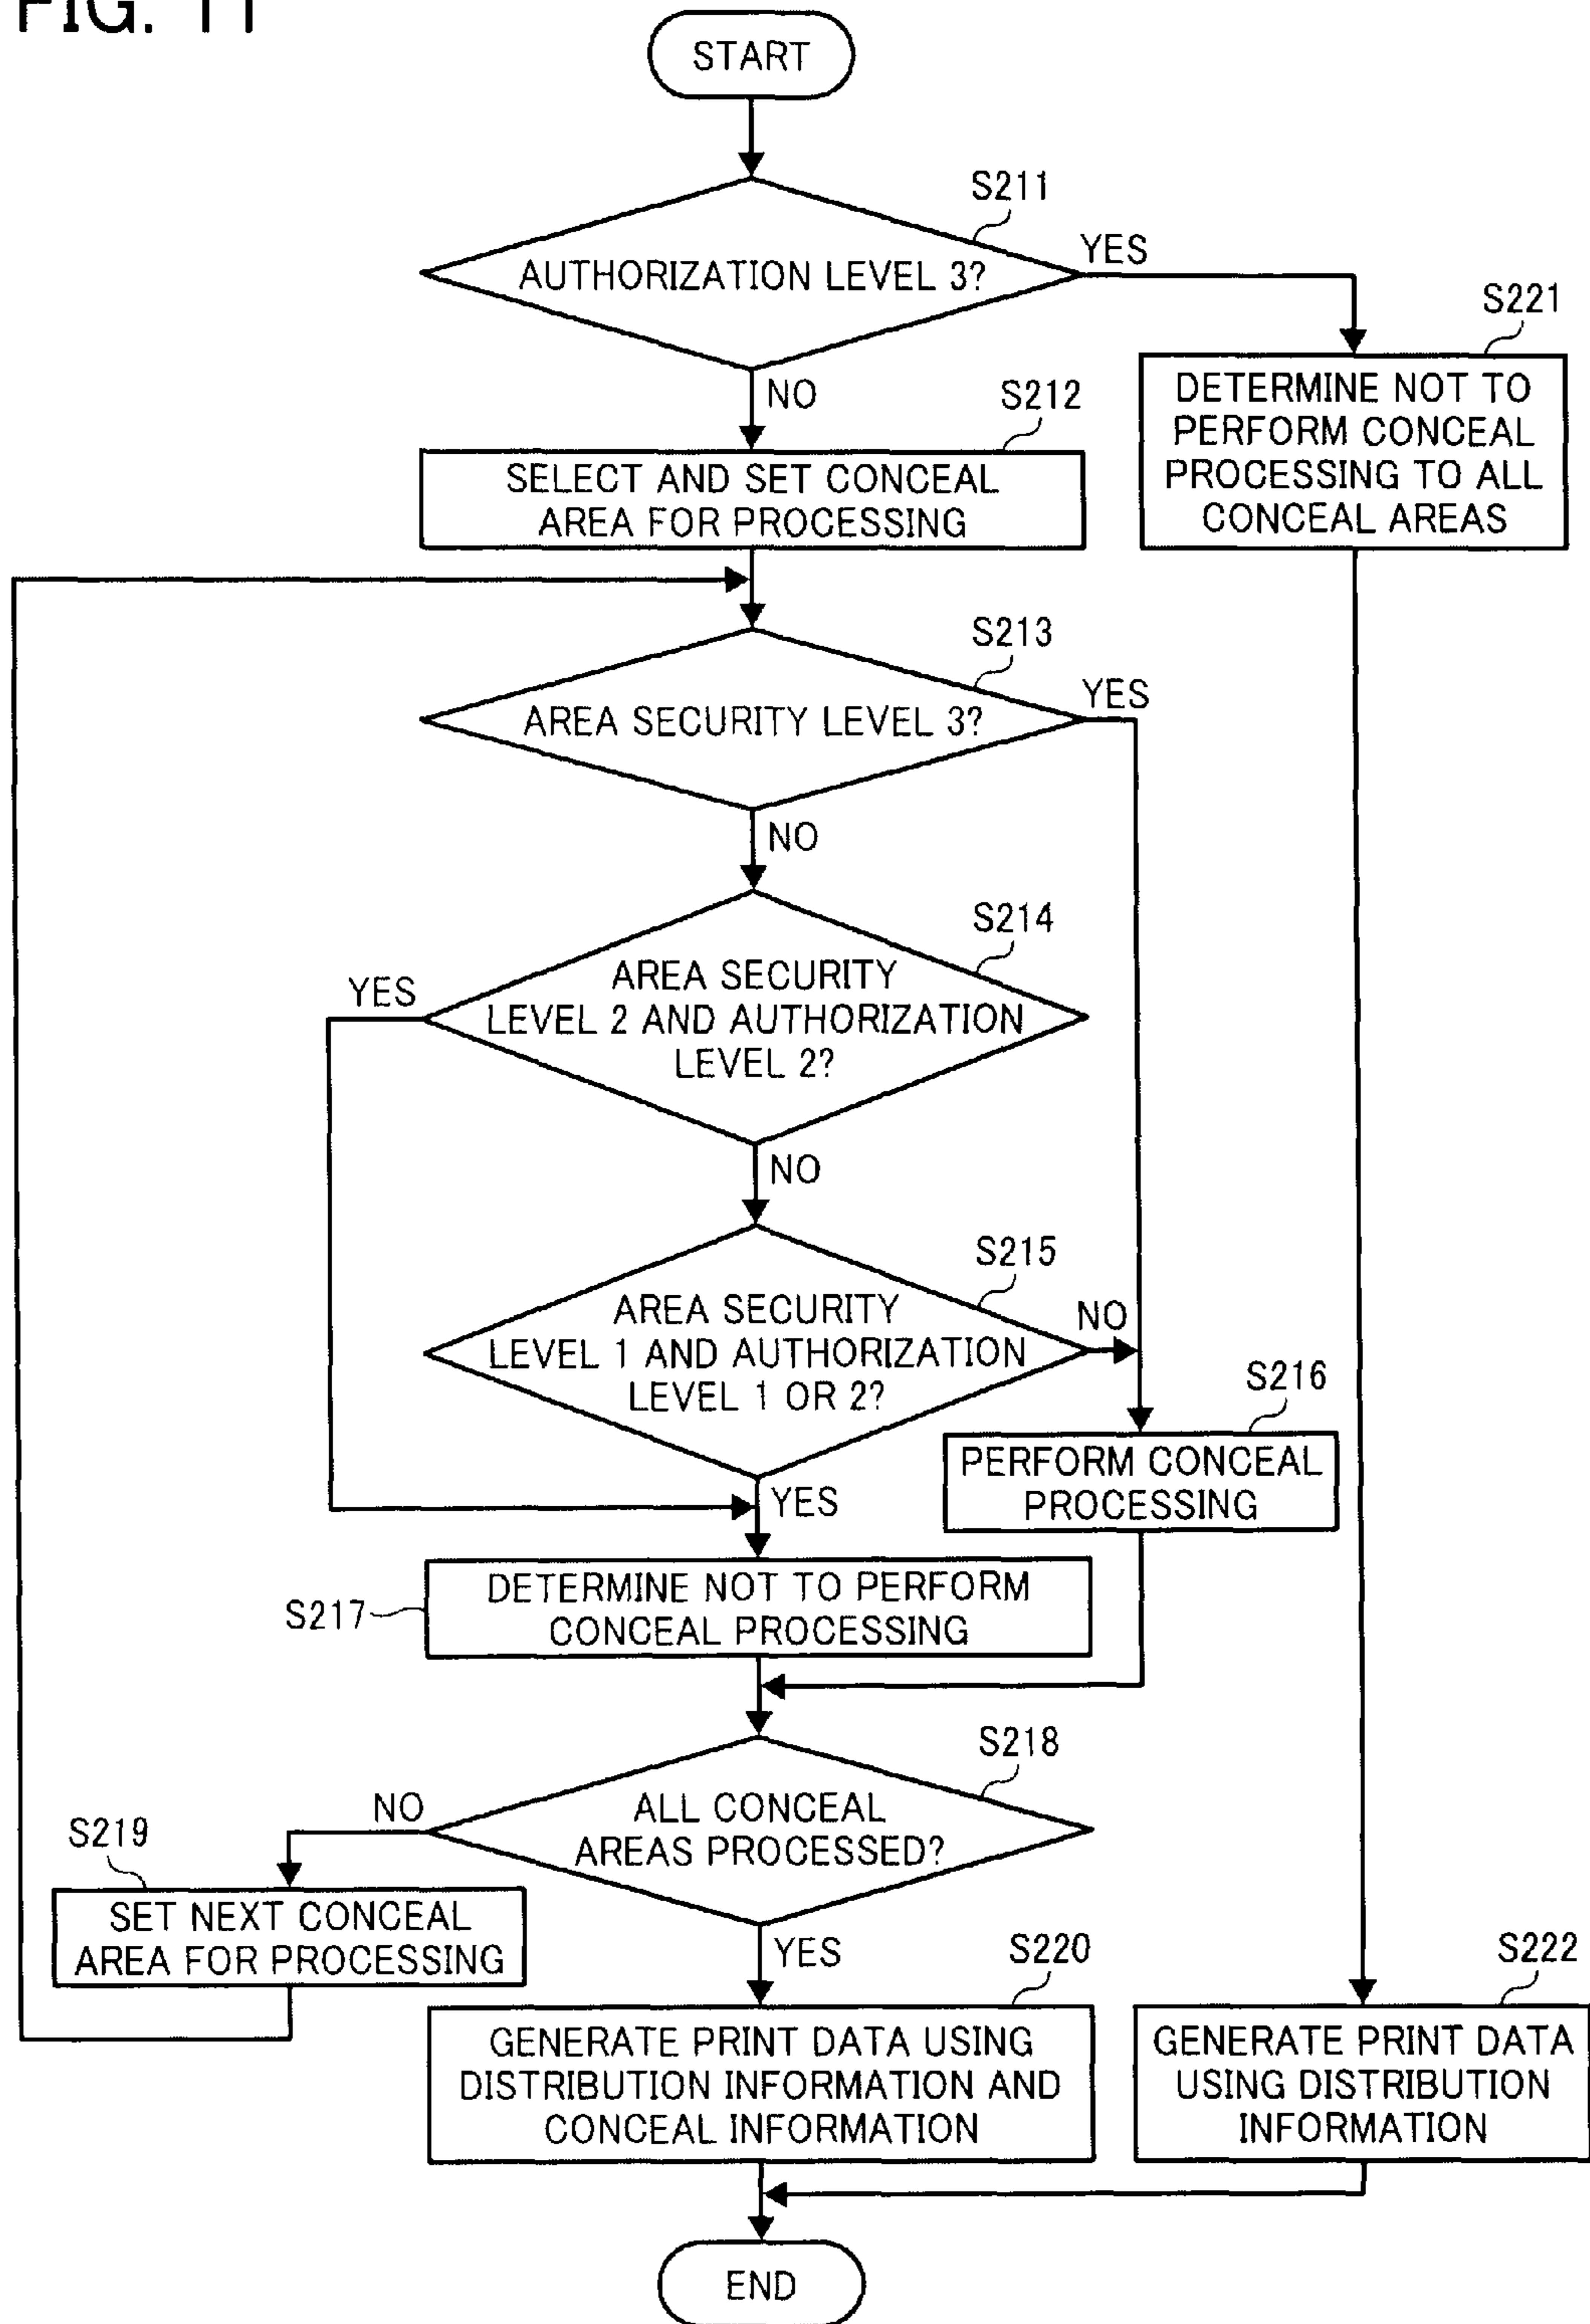 FIG. 11
START
S211
AUTHORIZATION LEVEL 3?
YES
NO
S221
DETERMINE NOT TO
PERFORM CONCEAL
PROCESSING TO ALL
CONCEAL AREAS
S212
SELECT AND SET CONCEAL
AREA FOR PROCESSING
S213
AREA SECURITY LEVEL 3?
YES
NO
S214
AREA SECURITY
LEVEL 2 AND AUTHORIZATION
LEVEL 2?
YES
NO
S215
AREA SECURITY
LEVEL 1 AND AUTHORIZATION
LEVEL 1 OR 2?
NO
YES
S216
PERFORM CONCEAL
PROCESSING
S217
DETERMINE NOT TO PERFORM
CONCEAL PROCESSING
S218
ALL CONCEAL
AREAS PROCESSED?
NO
YES
S219
SET NEXT CONCEAL
AREA FOR PROCESSING
S220
GENERATE PRINT DATA USING
DISTRIBUTION INFORMATION AND
CONCEAL INFORMATION
S222
GENERATE PRINT DATA
USING DISTRIBUTION
INFORMATION
END